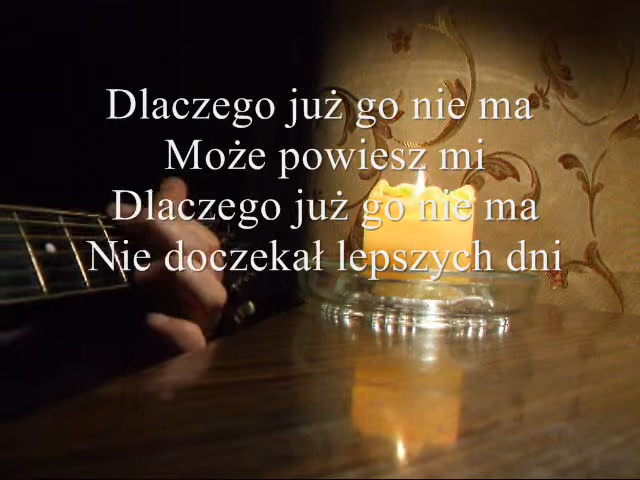 Dlaczego już go nie ma
Może powiesz mi
Dlaczego już go nie ma
Nie doczekał lepszych dni